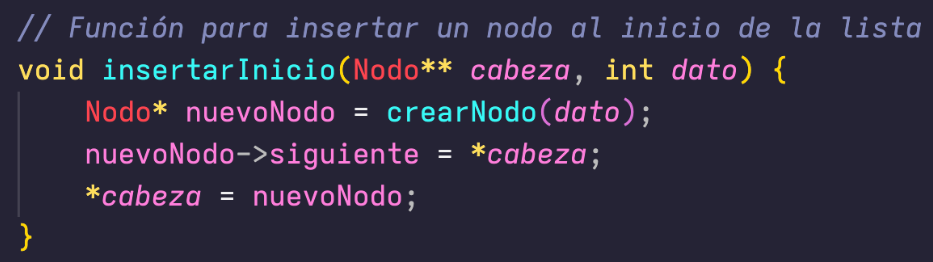 // Función para insertar un nodo al inicio de la lista
void insertarInicio(Nodo** cabeza, int dato) {
    Nodo* nuevoNodo = crearNodo(dato);
    nuevoNodo->siguiente = *cabeza;
    *cabeza = nuevoNodo;
}